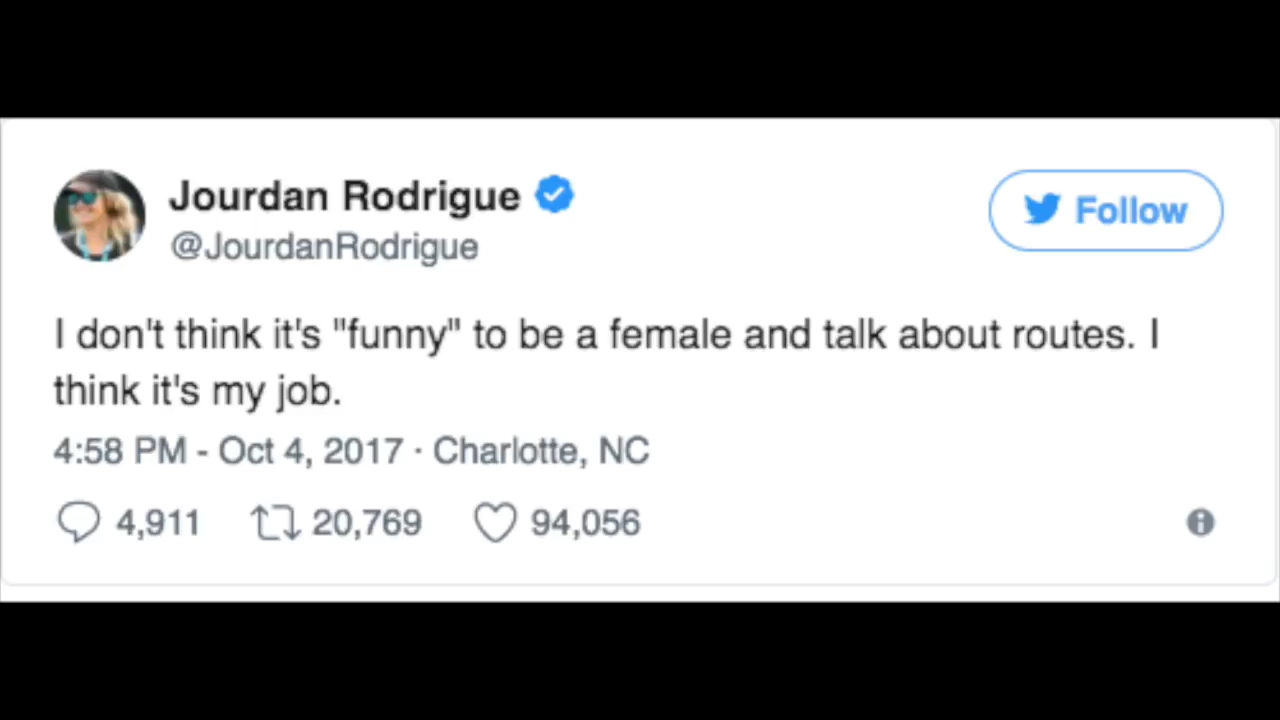 Jourdan Rodrigue
@JourdanRodrigue
Follow
I don't think it's "funny" to be a female and talk about routes. I
think it's my job.
4:58 PM - Oct 4, 2017 · Charlotte, NC
4,911 20,769 94,056